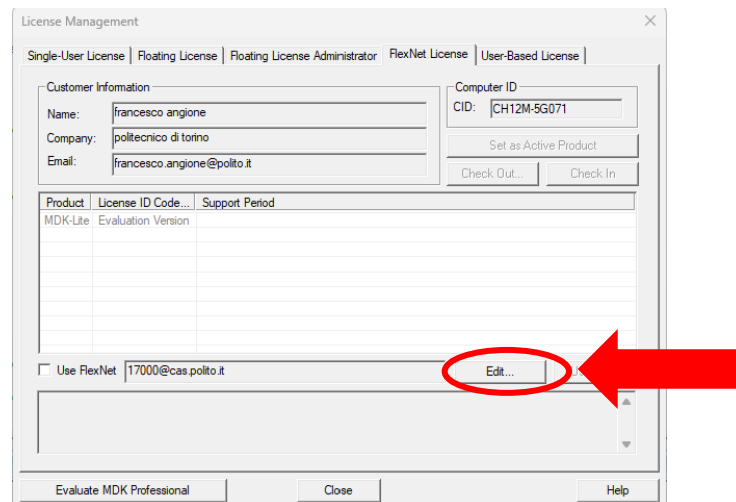 License Management
Single-User License Floating License Floating License Administrator FlexNet License User-Based License
Customer Information
Name: francesco angione
Company: politecnico di torino
Email: francesco.angione@polito.it
Computer ID
CID: CH12M-5G071
Set as Active Product
Check Out... Check In
Product License ID Code... Support Period
MDK-Lite Evaluation Version
Use FlexNet 17000@cas.polito.it Edit...
Evaluate MDK Professional Close Help